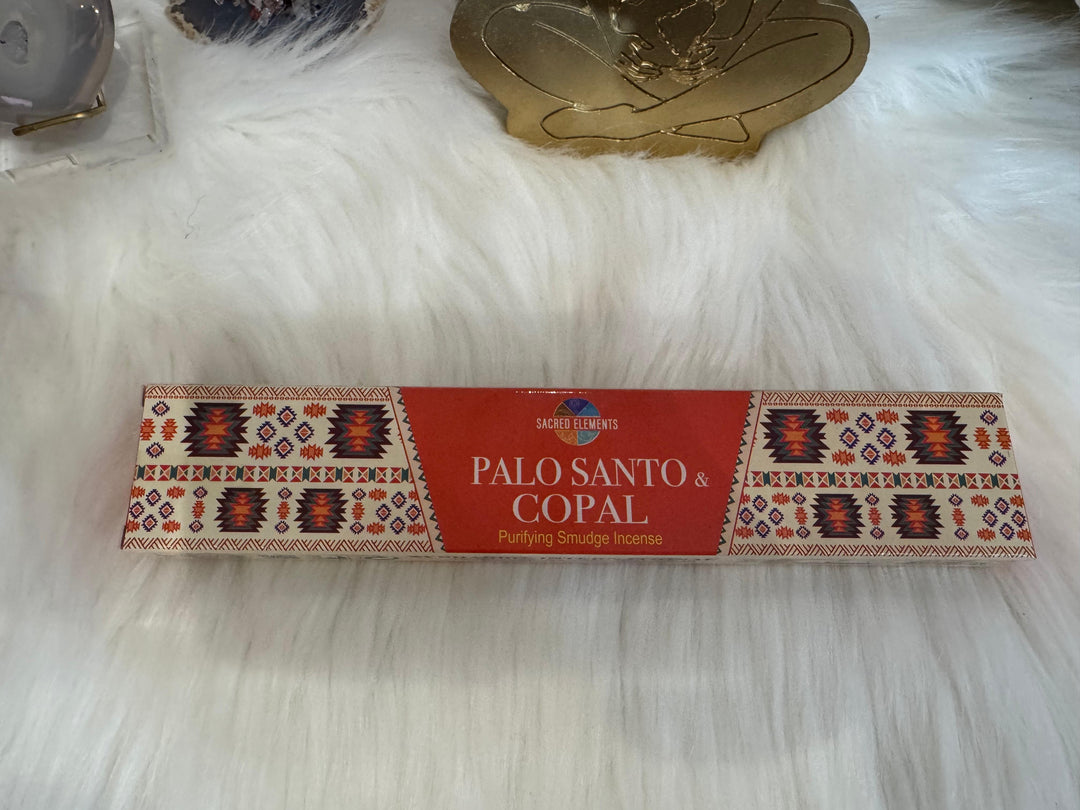 SACRED ELEMENTS
PALO SANTO &
COPAL
Purifying Smudge Incense